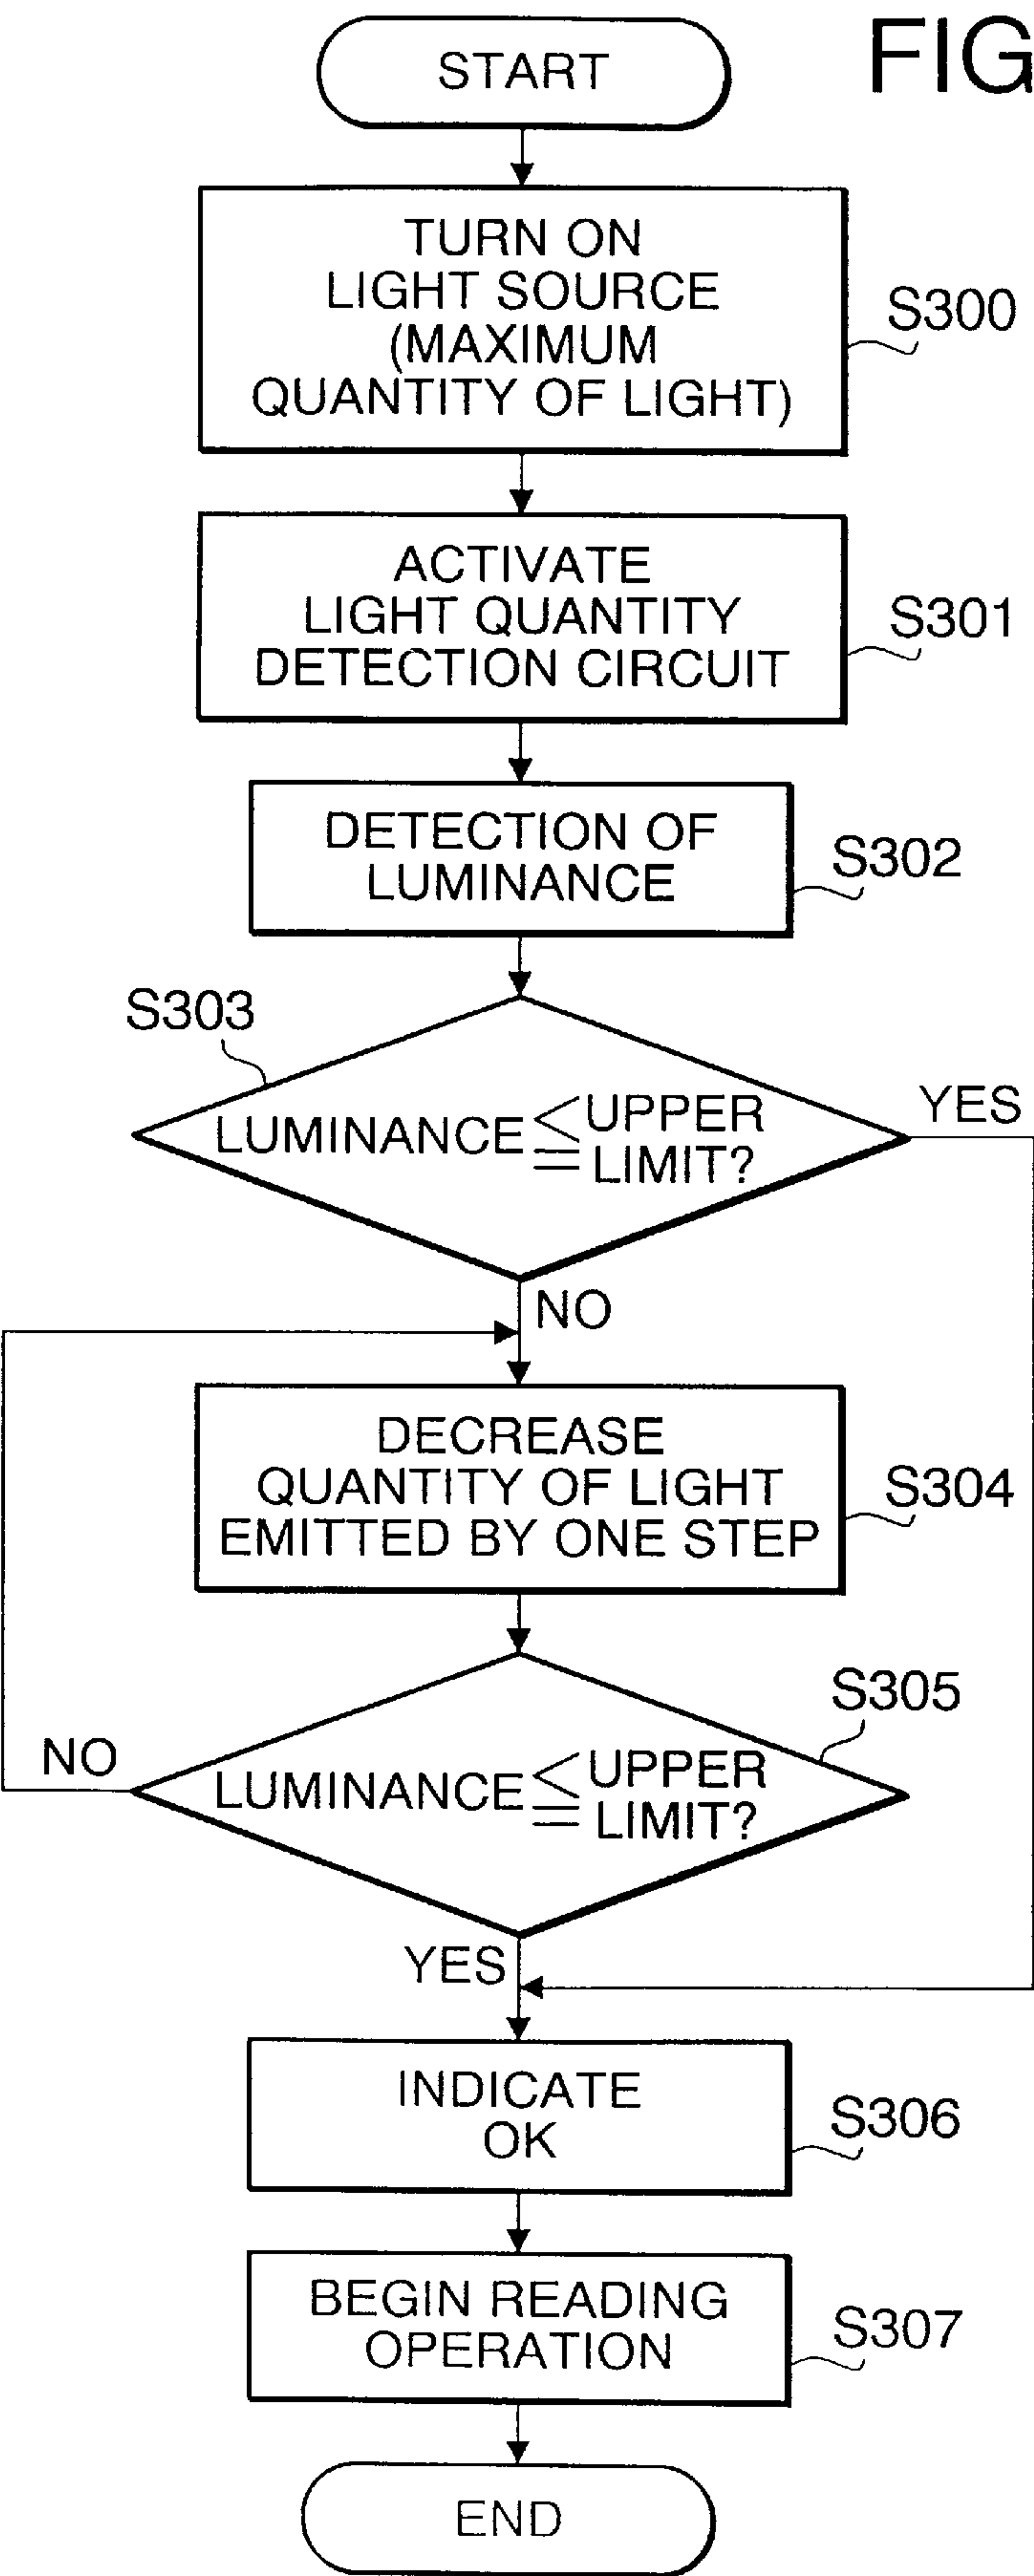 FIG
START
TURN ON
LIGHT SOURCE
(MAXIMUM
QUANTITY OF LIGHT)
S300
ACTIVATE
LIGHT QUANTITY
DETECTION CIRCUIT
S301
DETECTION OF
LUMINANCE
S302
S303
LUMINANCE ≦ UPPER
LIMIT?
YES
NO
DECREASE
QUANTITY OF LIGHT
EMITTED BY ONE STEP
S304
S305
NO
LUMINANCE ≦ UPPER
LIMIT?
YES
INDICATE
OK
S306
BEGIN READING
OPERATION
S307
END